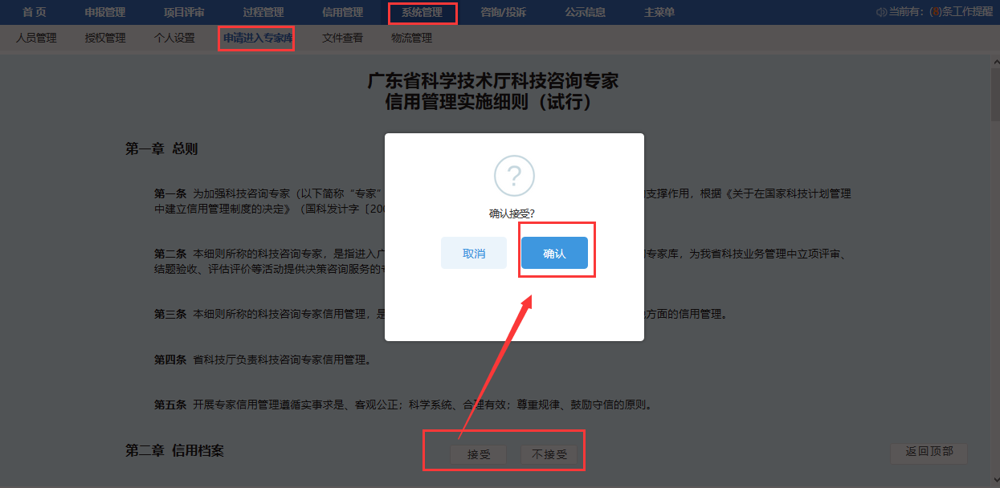 首 页 申报管理 项目评审 过程管理 信用管理 系统管理 咨询/投诉 公示信息 主菜单 当前有：(8)条工作提醒
人员管理 授权管理 个人设置 申请进入专家库 文件查看 物流管理
广东省科学技术厅科技咨询专家
信用管理实施细则（试行）
第一章 总则
第一条 为加强科技咨询专家（以下简称“专家” 支撑作用，根据《关于在国家科技计划管理
中建立信用管理制度的决定》（国科发计字〔200
第二条 本细则所称的科技咨询专家，是指进入广 专家库，为我省科技业务管理中立项评审、
结题验收、评估评价等活动提供决策咨询服务的
第三条 本细则所称的科技咨询专家信用管理，是 方面的信用管理。
第四条 省科技厅负责科技咨询专家信用管理。
第五条 开展专家信用管理遵循实事求是、客观公正；科学系统、合理有效；尊重规律、鼓励守信的原则。
第二章 信用档案
?
确认接受?
取消 确认
接受 不接受 返回顶部